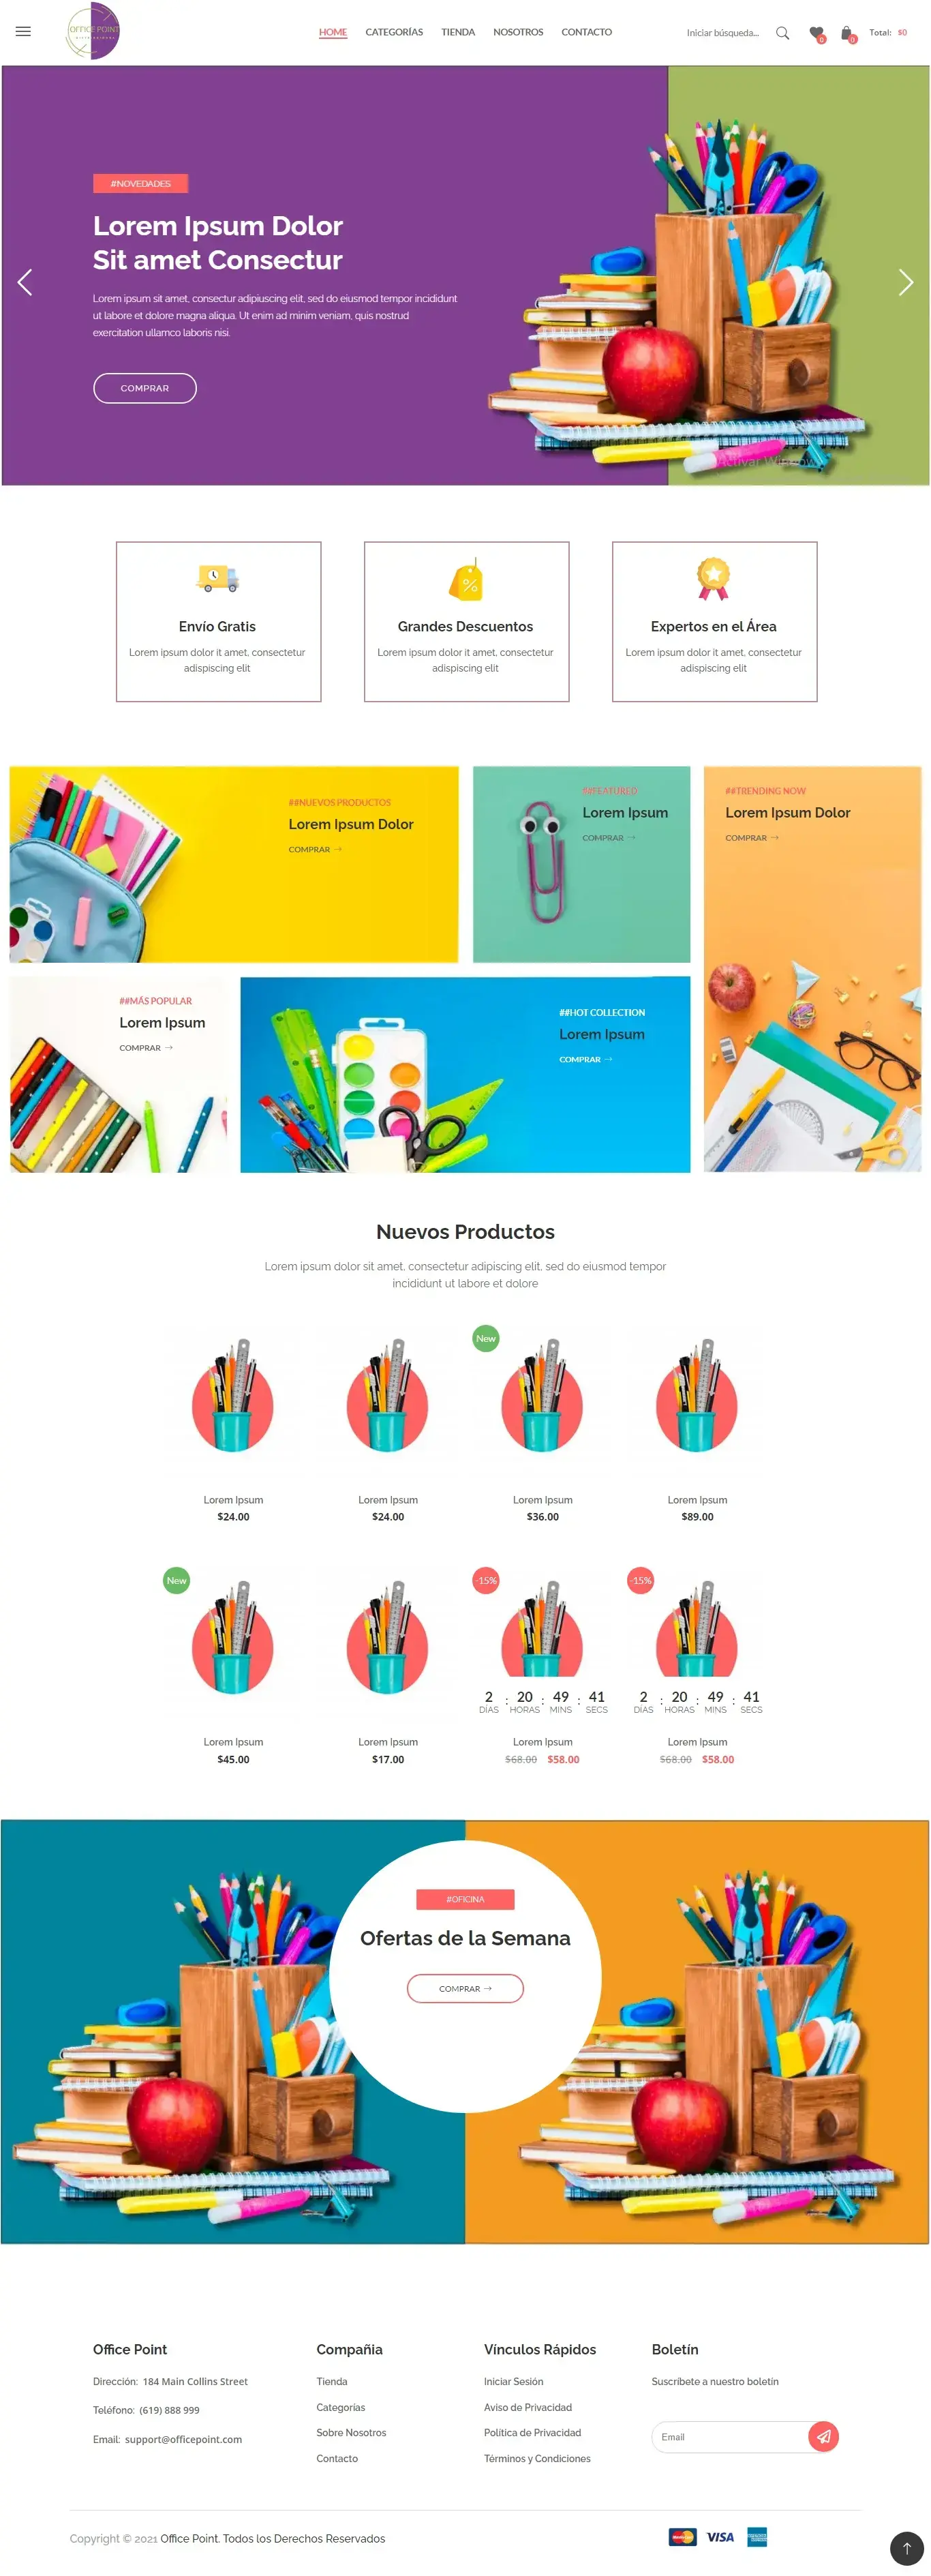 OFFICE POINT
HOME
CATEGORÍAS
TIENDA
NOSOTROS
CONTACTO
Iniciar búsqueda...
0
0
Total: $0
#NOVEDADES
Lorem Ipsum Dolor
Sit amet Consectur
Lorem ipsum sit amet, consectur adipiuscing elit, sed do eiusmod tempor incididunt
ut labore et dolore magna aliqua. Ut enim ad minim veniam, quis nostrud
exercitation ullamco laboris nisi.
COMPRAR
Activar Windows
Envío Gratis
Lorem ipsum dolor it amet, consectetur
adispiscing elit
Grandes Descuentos
Lorem ipsum dolor it amet, consectetur
adispiscing elit
Expertos en el Área
Lorem ipsum dolor it amet, consectetur
adispiscing elit
##NUEVOS PRODUCTOS
Lorem Ipsum Dolor
COMPRAR →
##FEATURED
Lorem Ipsum
COMPRAR →
##TRENDING NOW
Lorem Ipsum Dolor
COMPRAR →
##MÁS POPULAR
Lorem Ipsum
COMPRAR →
##HOT COLLECTION
Lorem Ipsum
COMPRAR →
Nuevos Productos
Lorem ipsum dolor sit amet, consectetur adipiscing elit, sed do eiusmod tempor
incididunt ut labore et dolore
New
Lorem Ipsum
$24.00
Lorem Ipsum
$24.00
Lorem Ipsum
$36.00
Lorem Ipsum
$89.00
New
-15%
-15%
2 : 20 : 49 : 41
DÍAS HORAS MINS SECS
2 : 20 : 49 : 41
DÍAS HORAS MINS SECS
Lorem Ipsum
$45.00
Lorem Ipsum
$17.00
Lorem Ipsum
$68.00 $58.00
Lorem Ipsum
$68.00 $58.00
#OFICINA
Ofertas de la Semana
COMPRAR →
Office Point
Dirección: 184 Main Collins Street
Teléfono: (619) 888 999
Email: support@officepoint.com
Compañia
Tienda
Categorías
Sobre Nosotros
Contacto
Vínculos Rápidos
Iniciar Sesión
Aviso de Privacidad
Política de Privacidad
Términos y Condiciones
Boletín
Suscríbete a nuestro boletín
Email
Copyright © 2021 Office Point. Todos los Derechos Reservados
MasterCard
VISA